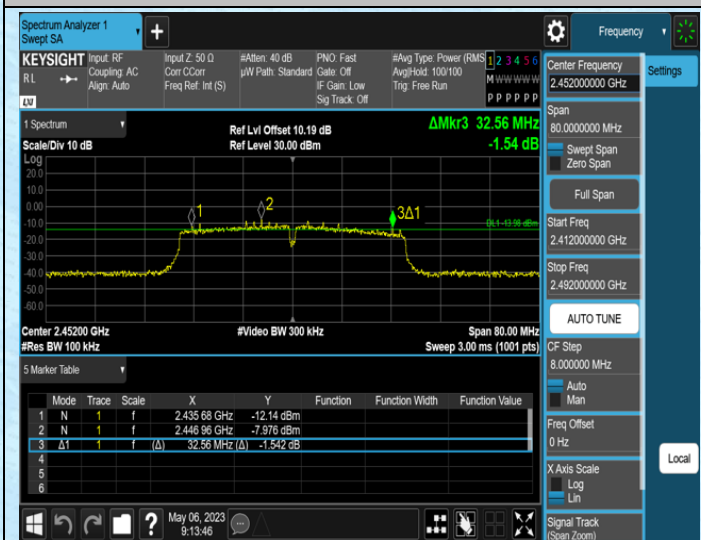 Spectrum Analyzer 1
Swept SA
+
Frequency
KEYSIGHT
RL
LXI
Input: RF
Coupling: AC
Align: Auto
Input Z: 50 Ω
Corr CCorr
Freq Ref: Int (S)
#Atten: 40 dB
µW Path: Standard
PNO: Fast
Gate: Off
IF Gain: Low
Sig Track: Off
#Avg Type: Power (RMS
Avg|Hold: 100/100
Trig: Free Run
1 2 3 4 5 6
M W W W W W
P P P P P P
Center Frequency
2.452000000 GHz
Settings
Span
80.0000000 MHz
Swept Span
Zero Span
Full Span
Start Freq
2.412000000 GHz
Stop Freq
2.492000000 GHz
AUTO TUNE
CF Step
8.000000 MHz
Auto
Man
Freq Offset
0 Hz
X Axis Scale
Log
Lin
Signal Track
(Span Zoom)
Local
1 Spectrum
Scale/Div 10 dB
Ref Lvl Offset 10.19 dB
Ref Level 30.00 dBm
ΔMkr3 32.56 MHz
-1.54 dB
Log
20.0
10.0
0.00
-10.0
-20.0
-30.0
-40.0
-50.0
-60.0
1
2
3Δ1
DL1 -13.98 dBm
Center 2.45200 GHz
#Res BW 100 kHz
#Video BW 300 kHz
Span 80.00 MHz
Sweep 3.00 ms (1001 pts)
5 Marker Table
Mode Trace Scale X Y Function Function Width Function Value
1 N 1 f 2.435 68 GHz -12.14 dBm
2 N 1 f 2.446 96 GHz -7.976 dBm
3 Δ1 1 f (Δ) 32.56 MHz (Δ) -1.542 dB
4
5
6
?
May 06, 2023
9:13:46